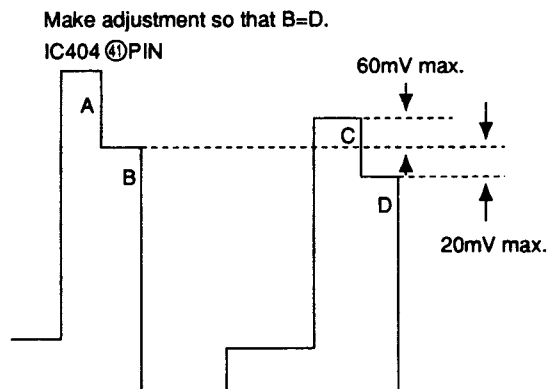 Make adjustment so that B=D.
IC404 ㊶PIN
60mV max.
A
C
B
D
20mV max.